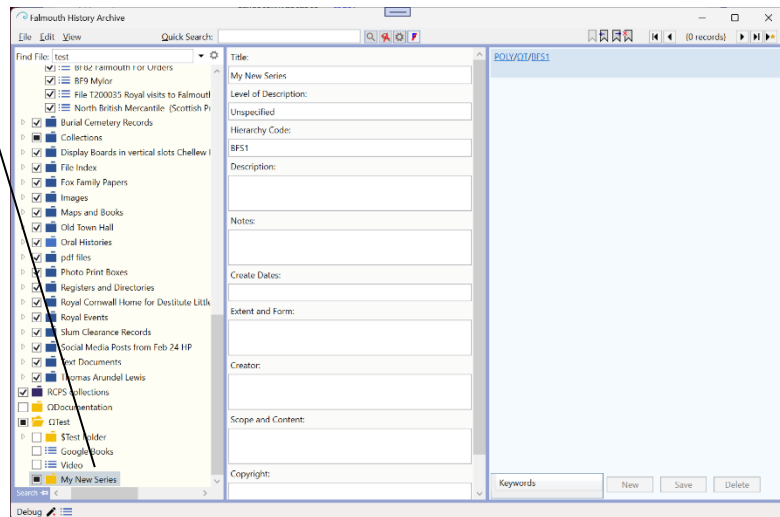 Falmouth History Archive
File Edit View Quick Search:
(0 records)
Find File: test
BF82 Falmouth For Orders
BF9 Mylor
File T200035 Royal visits to Falmout
North British Mercantile (Scottish Pr
Burial Cemetery Records
Collections
Display Boards in vertical slots Chellew
File Index
Fox Family Papers
Images
Maps and Books
Old Town Hall
Oral Histories
pdf files
Photo Print Boxes
Registers and Directories
Royal Cornwall Home for Destitute Little
Royal Events
Slum Clearance Records
Social Media Posts from Feb 24 HP
Text Documents
Thomas Arundel Lewis
RCPS collections
ΩDocumentation
ΩTest
$Test Folder
Google Books
Video
My New Series
Search
Debug
Title:
My New Series
Level of Description:
Unspecified
Hierarchy Code:
BFS1
Description:
Notes:
Create Dates:
Extent and Form:
Creator:
Scope and Content:
Copyright:
POLY/ΩT/BFS1
Keywords
New Save Delete